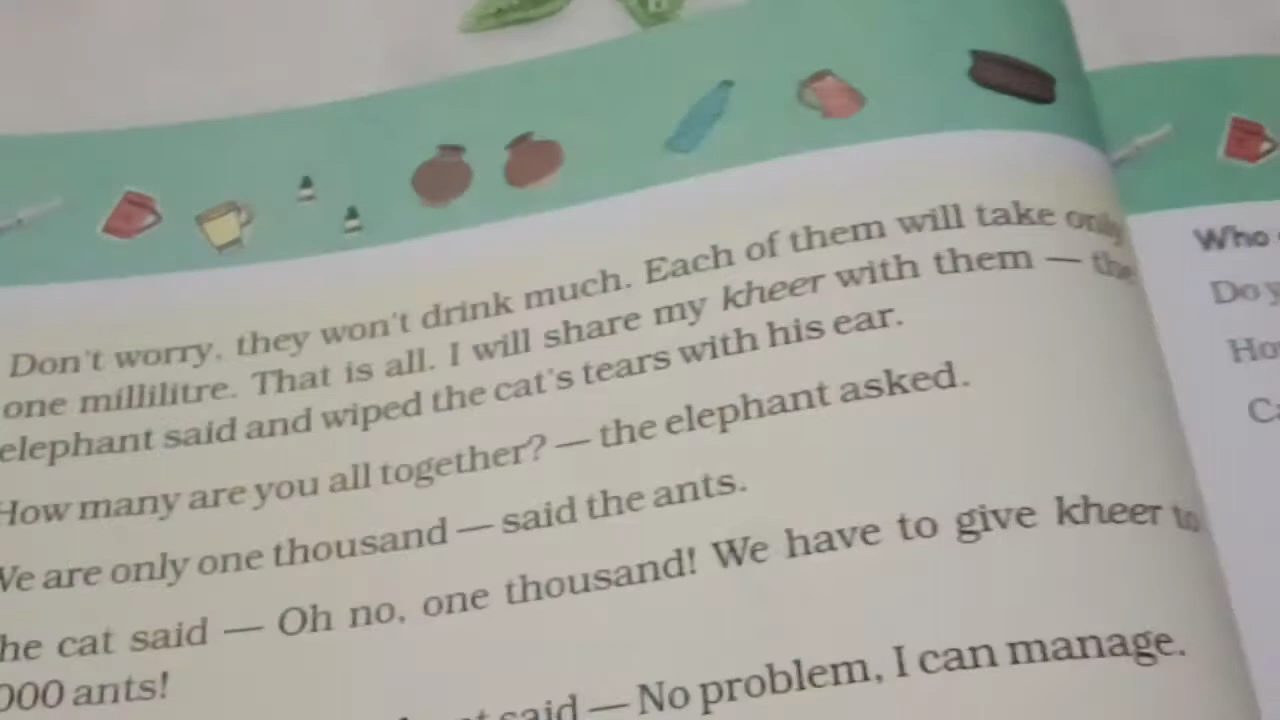 Don't worry, they won't drink much. Each of them will take only
one millilitre. That is all. I will share my kheer with them — the
elephant said and wiped the cat's tears with his ear.
How many are you all together? — the elephant asked.
We are only one thousand — said the ants.
he cat said — Oh no, one thousand! We have to give kheer to
000 ants!
said — No problem, I can manage.
Who
Do y
Ho
Ca